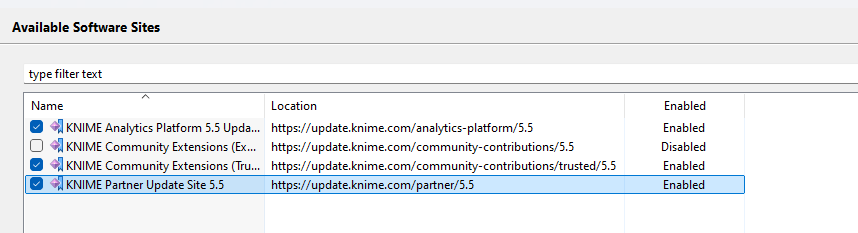 Available Software Sites
type filter text
Name Location Enabled
KNIME Analytics Platform 5.5 Upda... https://update.knime.com/analytics-platform/5.5 Enabled
KNIME Community Extensions (Ex... https://update.knime.com/community-contributions/5.5 Disabled
KNIME Community Extensions (Tru... https://update.knime.com/community-contributions/trusted/5.5 Enabled
KNIME Partner Update Site 5.5 https://update.knime.com/partner/5.5 Enabled